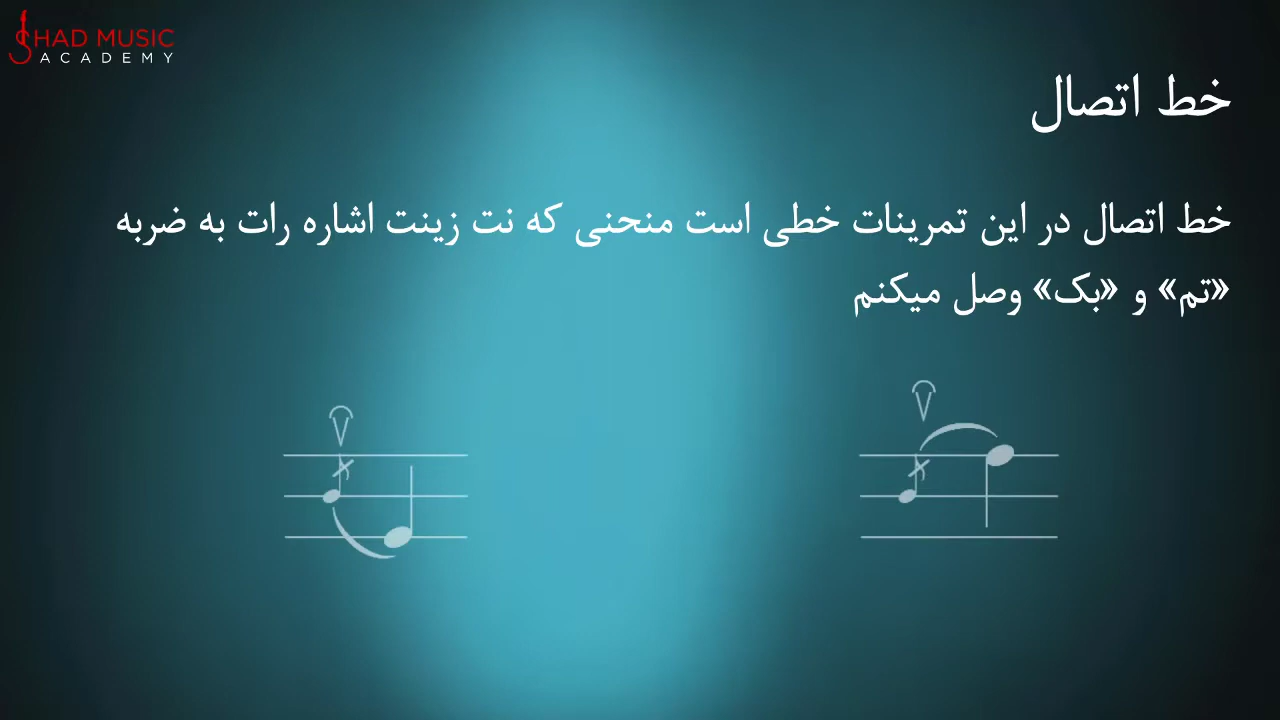 SHAD MUSIC
ACADEMY
خط اتصال
خط اتصال در این تمرینات خطی است منحنی که نت زینت اشاره رات به ضربه
«تم» و «بک» وصل میکنم